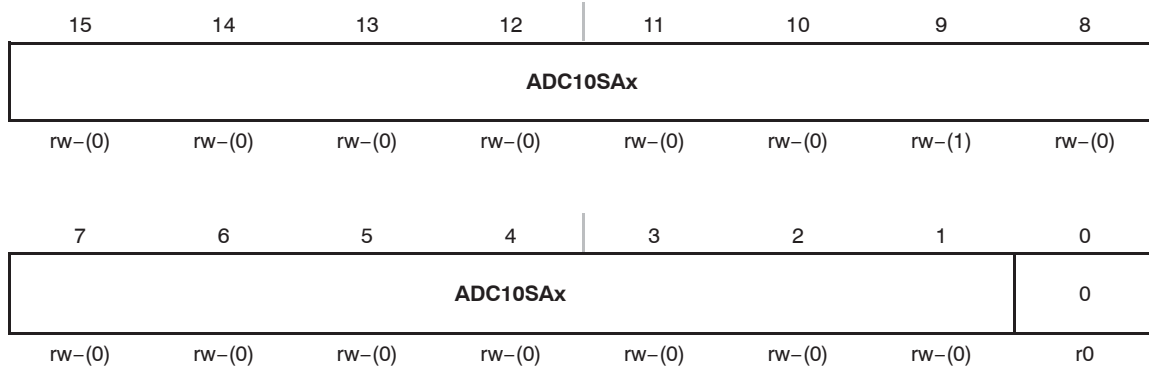 15 14 13 12 11 10 9 8
ADC10SAx
rw−(0) rw−(0) rw−(0) rw−(0) rw−(0) rw−(0) rw−(1) rw−(0)
7 6 5 4 3 2 1 0
ADC10SAx 0
rw−(0) rw−(0) rw−(0) rw−(0) rw−(0) rw−(0) rw−(0) r0